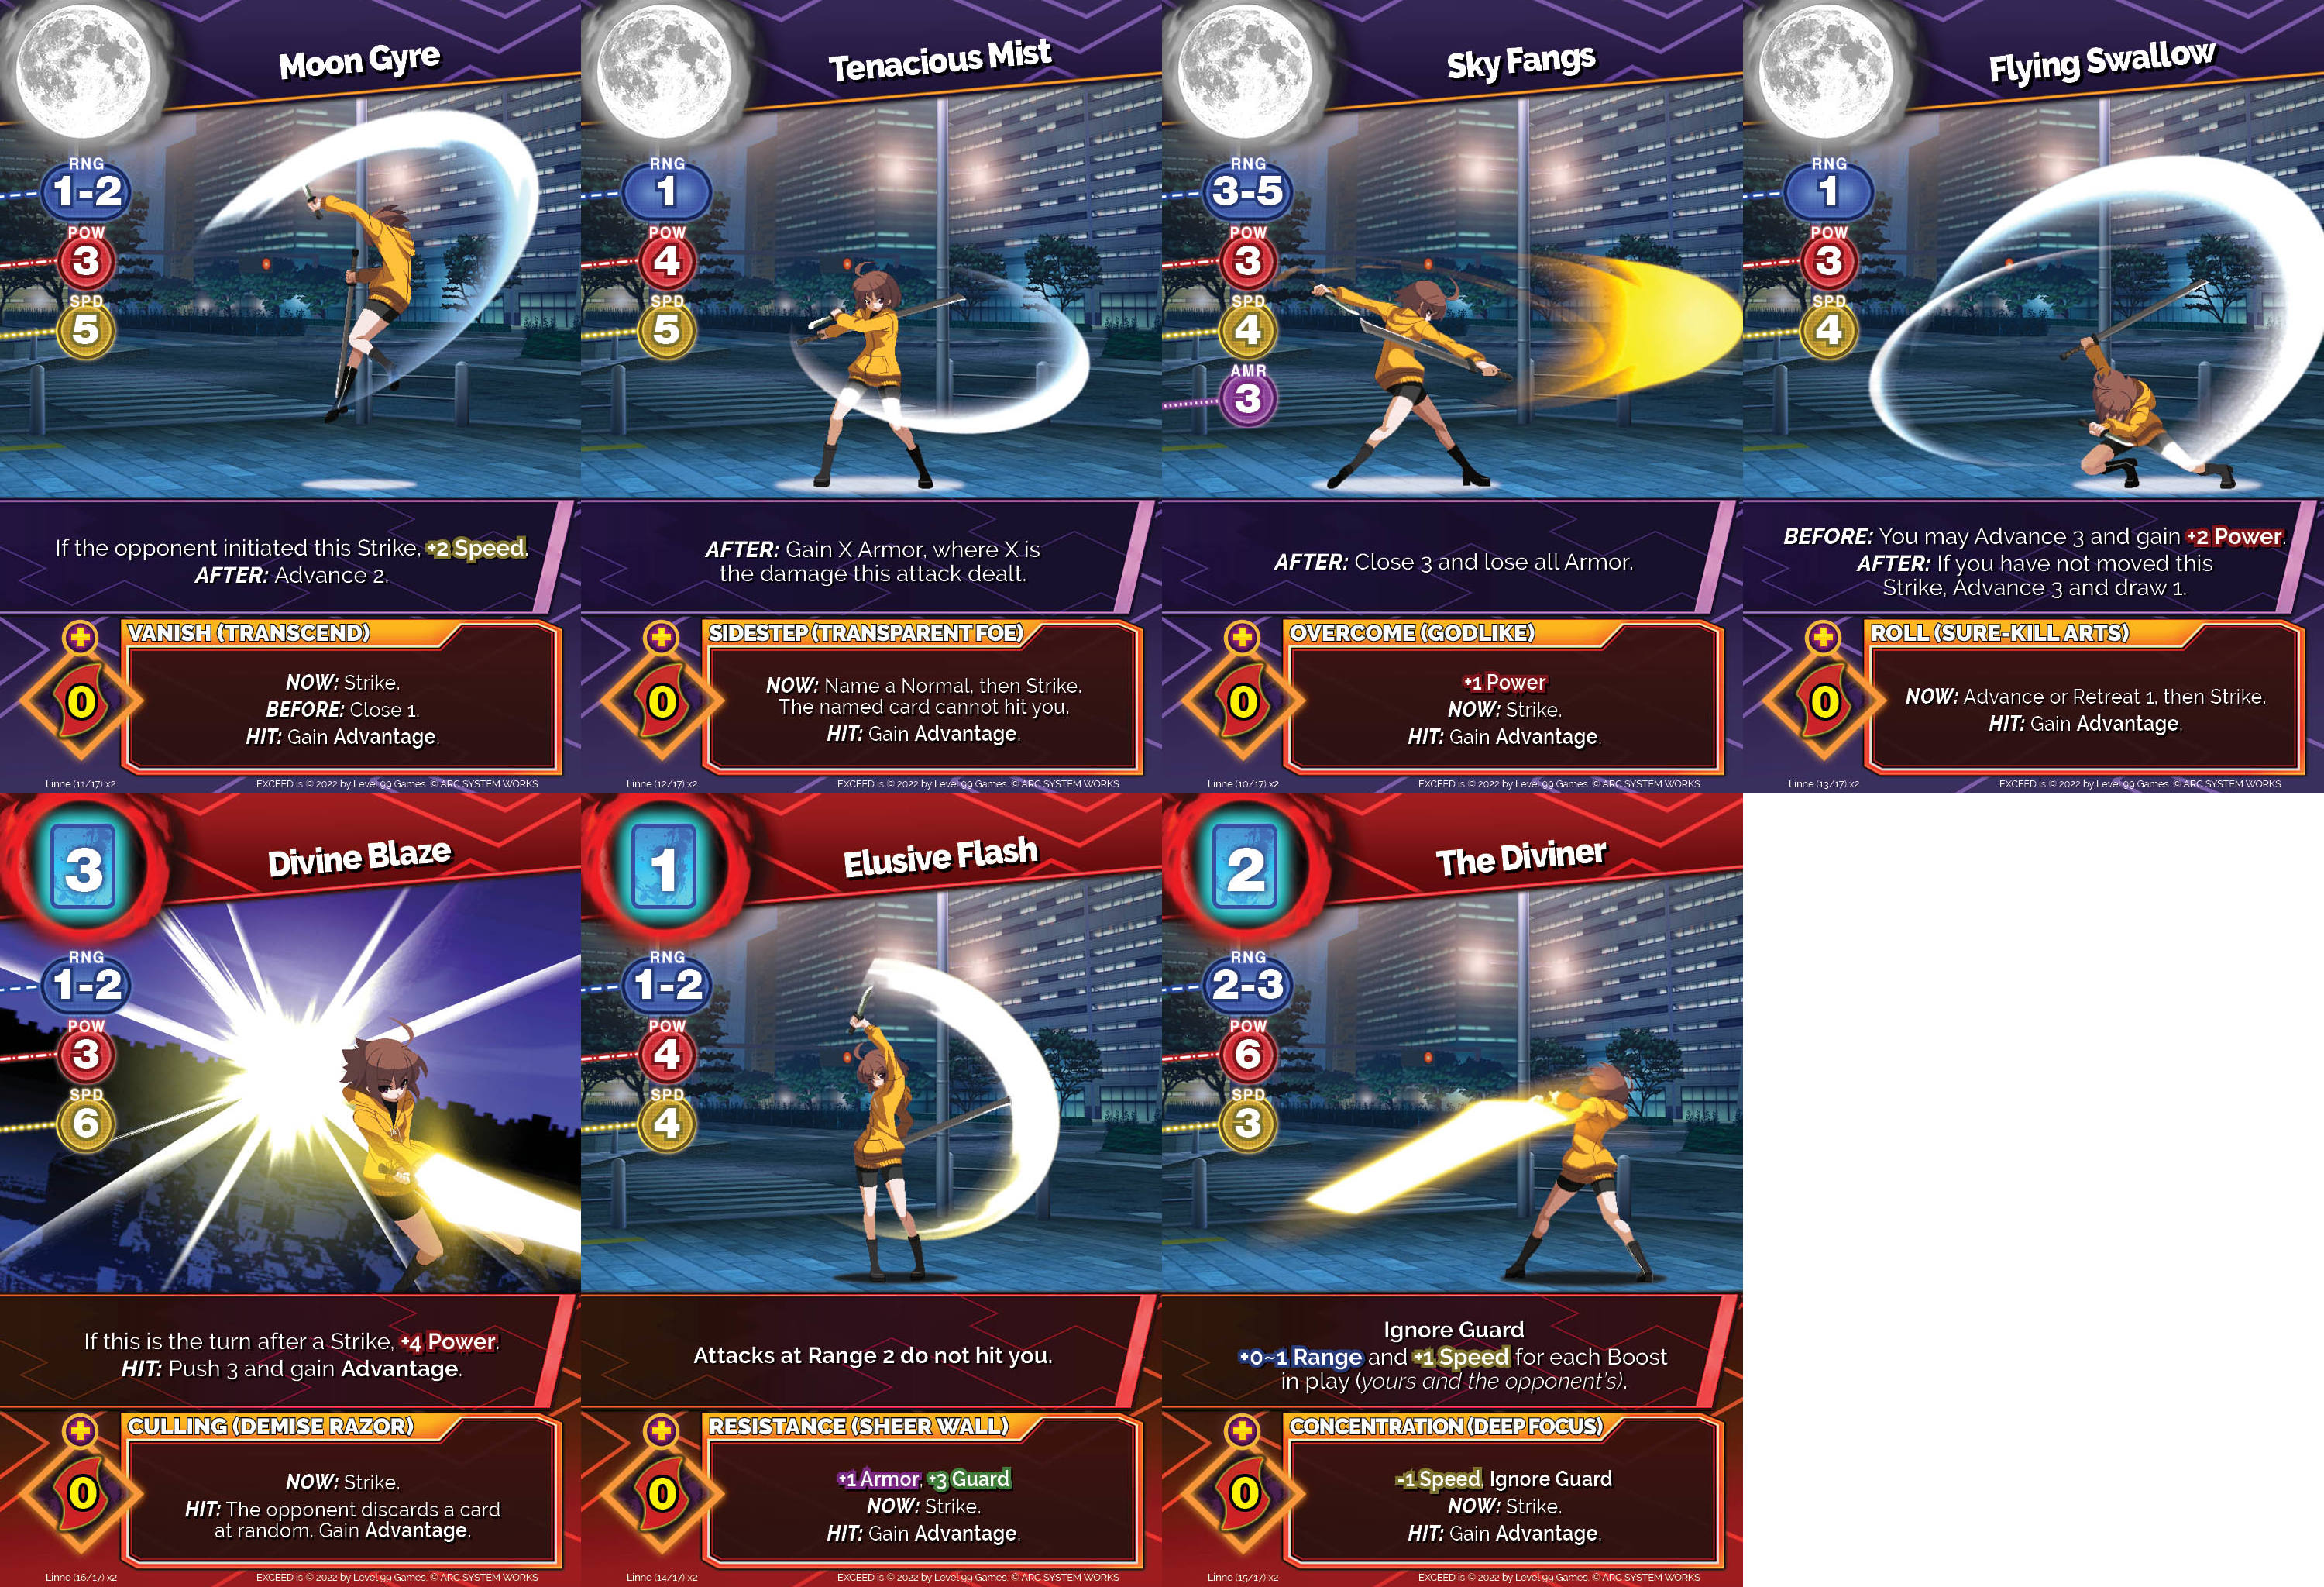 Moon Gyre
RNG
1-2
POW
3
SPD
5
If the opponent initiated this Strike, +2 Speed.
AFTER: Advance 2.
VANISH (TRANSCEND)
0
NOW: Strike.
BEFORE: Close 1.
HIT: Gain Advantage.
Linne (11/17) x2
EXCEED is © 2022 by Level 99 Games. © ARC SYSTEM WORKS
Tenacious Mist
RNG
1
POW
4
SPD
5
AFTER: Gain X Armor, where X is
the damage this attack dealt.
SIDESTEP (TRANSPARENT FOE)
0
NOW: Name a Normal, then Strike.
The named card cannot hit you.
HIT: Gain Advantage.
Linne (12/17) x2
EXCEED is © 2022 by Level 99 Games. © ARC SYSTEM WORKS
Sky Fangs
RNG
3-5
POW
3
SPD
4
AMR
3
AFTER: Close 3 and lose all Armor.
OVERCOME (GODLIKE)
0
+1 Power
NOW: Strike.
HIT: Gain Advantage.
Linne (10/17) x2
EXCEED is © 2022 by Level 99 Games. © ARC SYSTEM WORKS
Flying Swallow
RNG
1
POW
3
SPD
4
BEFORE: You may Advance 3 and gain +2 Power.
AFTER: If you have not moved this
Strike, Advance 3 and draw 1.
ROLL (SURE-KILL ARTS)
0
NOW: Advance or Retreat 1, then Strike.
HIT: Gain Advantage.
Linne (13/17) x2
EXCEED is © 2022 by Level 99 Games. © ARC SYSTEM WORKS
3
Divine Blaze
RNG
1-2
POW
3
SPD
6
If this is the turn after a Strike, +4 Power.
HIT: Push 3 and gain Advantage.
CULLING (DEMISE RAZOR)
0
NOW: Strike.
HIT: The opponent discards a card
at random. Gain Advantage.
Linne (16/17) x2
EXCEED is © 2022 by Level 99 Games. © ARC SYSTEM WORKS
1
Elusive Flash
RNG
1-2
POW
4
SPD
4
Attacks at Range 2 do not hit you.
RESISTANCE (SHEER WALL)
0
+1 Armor, +3 Guard
NOW: Strike.
HIT: Gain Advantage.
Linne (14/17) x2
EXCEED is © 2022 by Level 99 Games. © ARC SYSTEM WORKS
2
The Diviner
RNG
2-3
POW
6
SPD
3
Ignore Guard
+0~1 Range and +1 Speed for each Boost
in play (yours and the opponent's).
CONCENTRATION (DEEP FOCUS)
0
-1 Speed, Ignore Guard
NOW: Strike.
HIT: Gain Advantage.
Linne (15/17) x2
EXCEED is © 2022 by Level 99 Games. © ARC SYSTEM WORKS